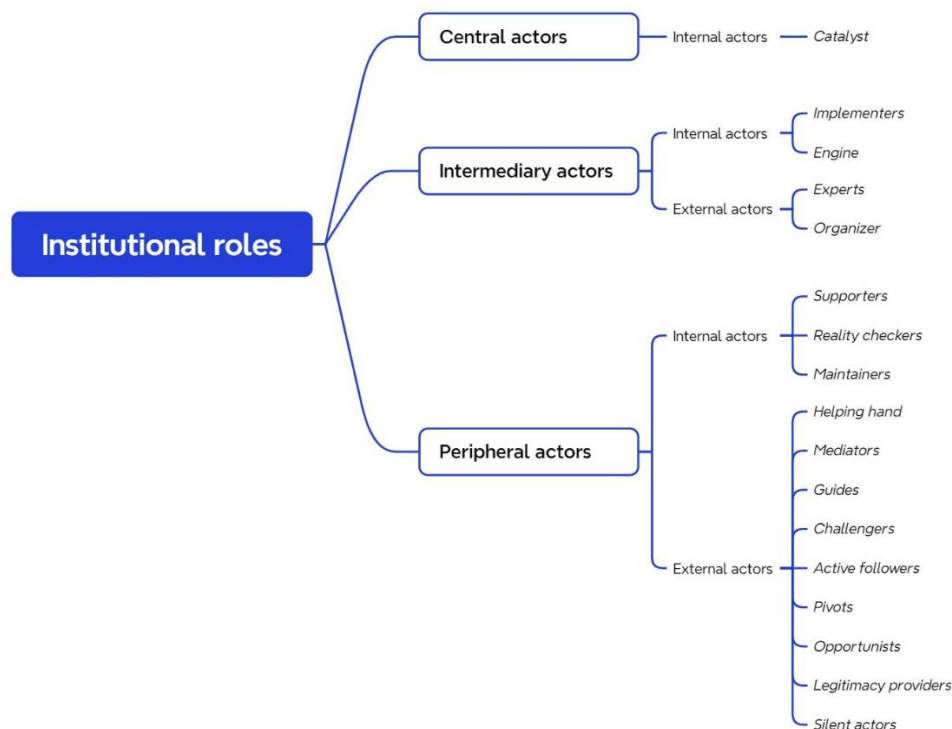 Institutional roles
Central actors
Internal actors
Catalyst
Intermediary actors
Internal actors
Implementers
Engine
External actors
Experts
Organizer
Peripheral actors
Internal actors
Supporters
Reality checkers
Maintainers
External actors
Helping hand
Mediators
Guides
Challengers
Active followers
Pivots
Opportunists
Legitimacy providers
Silent actors